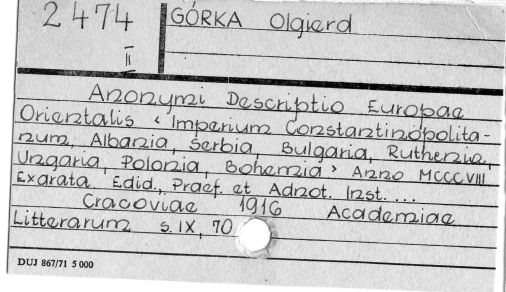 2474 GÓRKA Olgierd
II
Anonymi Descriptio Europae
Orientalis "Imperium Constantinopolita-
num, Albania, Serbia, Bulgaria, Ruthenia,
Ungaria, Polonia, Bohemia" Anno MCCCVIII
Exarata. Edid., Praef. et Adnot. Inst. ...
Cracoviae 1916 Academiae
Litterarum s. IX, 70
DUJ 867/71 5 000